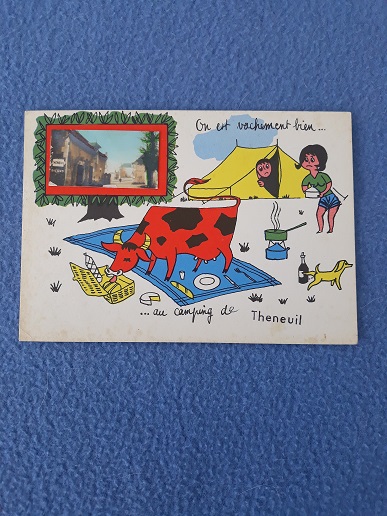 On est vachement bien...
...au camping de Theneuil